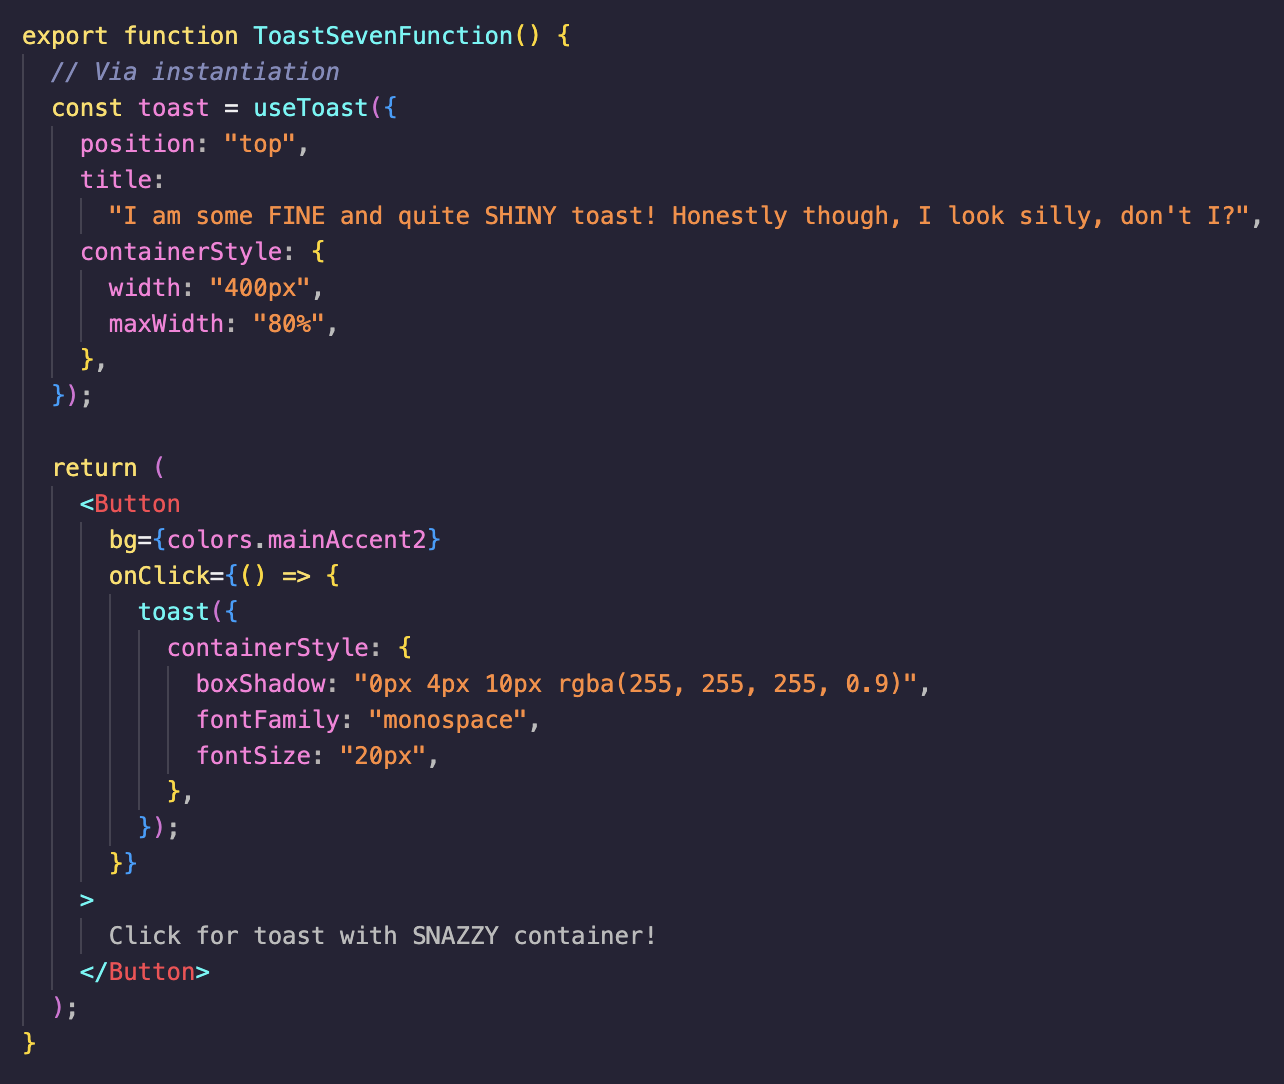 export function ToastSevenFunction() {
  // Via instantiation
  const toast = useToast({
    position: "top",
    title:
      "I am some FINE and quite SHINY toast! Honestly though, I look silly, don't I?",
    containerStyle: {
      width: "400px",
      maxWidth: "80%",
    },
  });

  return (
    <Button
      bg={colors.mainAccent2}
      onClick={() => {
        toast({
          containerStyle: {
            boxShadow: "0px 4px 10px rgba(255, 255, 255, 0.9)",
            fontFamily: "monospace",
            fontSize: "20px",
          },
        });
      }}
    >
      Click for toast with SNAZZY container!
    </Button>
  );
}